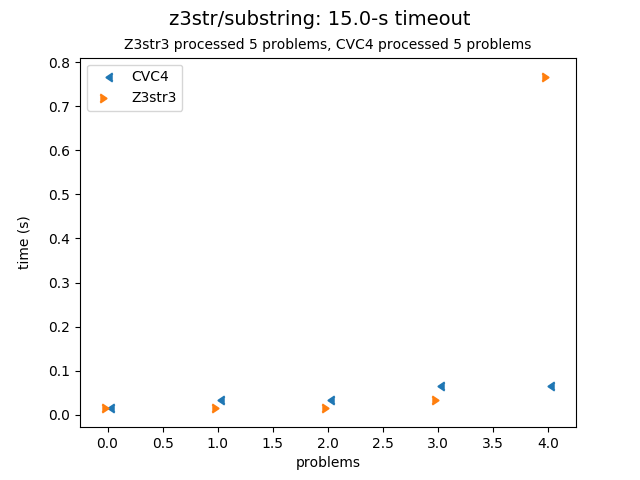 z3str/substring: 15.0-s timeout
Z3str3 processed 5 problems, CVC4 processed 5 problems
CVC4
Z3str3
time (s)
0.8
0.7
0.6
0.5
0.4
0.3
0.2
0.1
0.0
0.0 0.5 1.0 1.5 2.0 2.5 3.0 3.5 4.0
problems